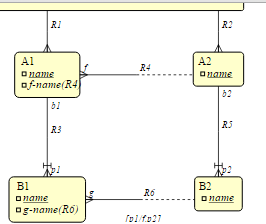 R1
R2
A1
name
f-name(R4)
f
R4
A2
name
b1
b2
R3
R5
p1
p2
B1
name
g-name(R6)
g
R6
B2
name
[p1/f.p2]